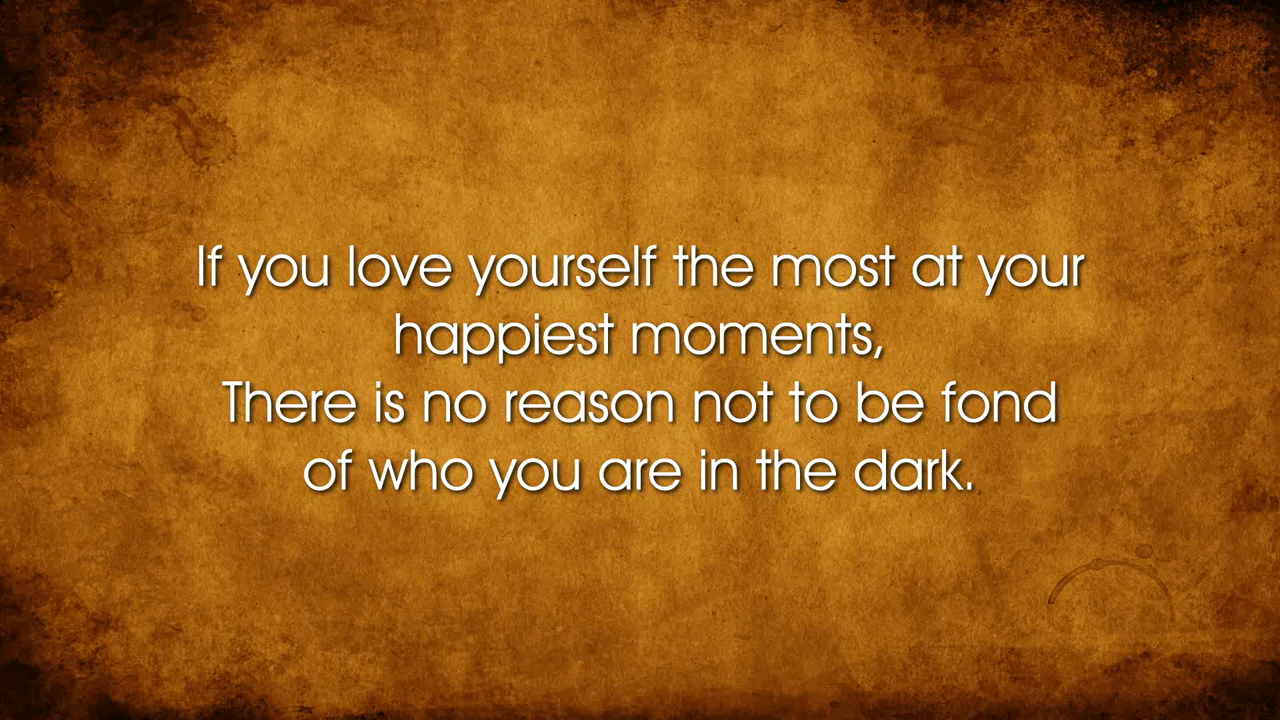 If you love yourself the most at your
happiest moments,
There is no reason not to be fond
of who you are in the dark.